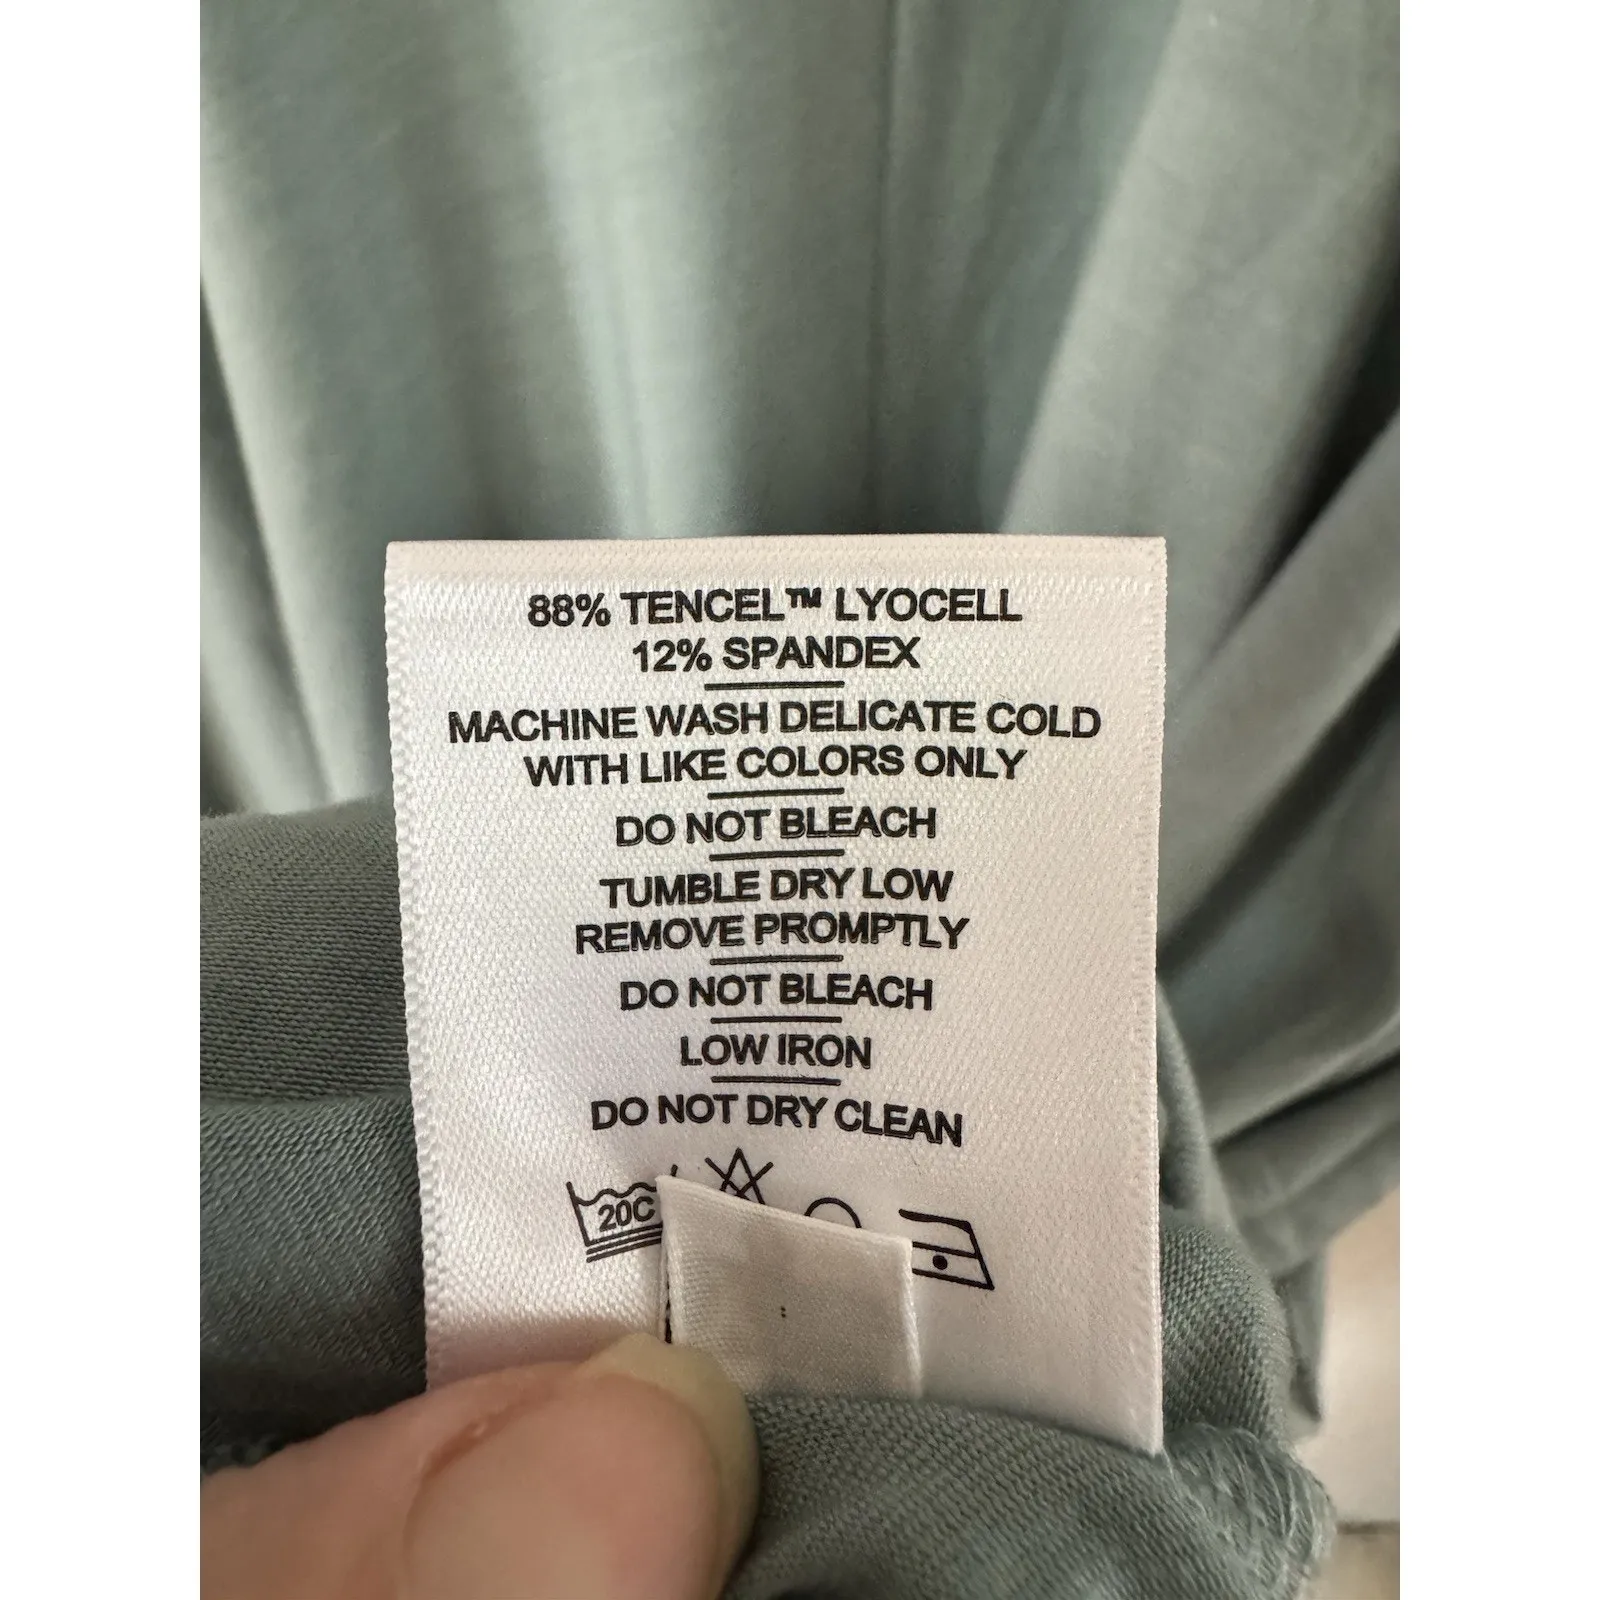 88% TENCEL™ LYOCELL
12% SPANDEX
MACHINE WASH DELICATE COLD
WITH LIKE COLORS ONLY
DO NOT BLEACH
TUMBLE DRY LOW
REMOVE PROMPTLY
DO NOT BLEACH
LOW IRON
DO NOT DRY CLEAN
20C